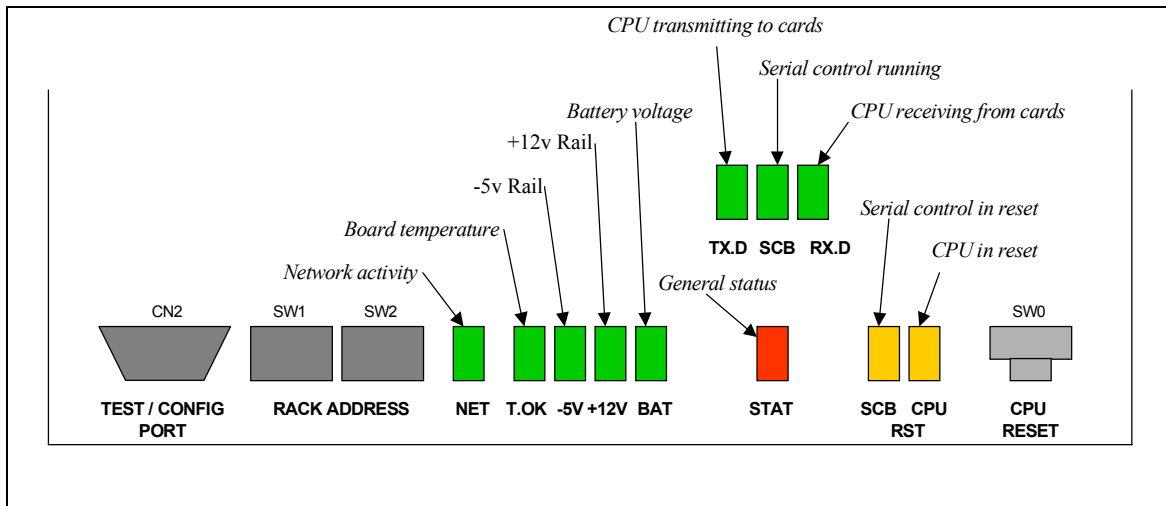 CPU transmitting to cards
Serial control running
Battery voltage
CPU receiving from cards
+12v Rail
-5v Rail
Board temperature
Serial control in reset
TX.D SCB RX.D
CPU in reset
Network activity
General status
CN2 SW1 SW2 SW0
TEST / CONFIG RACK ADDRESS NET T.OK -5V +12V BAT STAT SCB CPU CPU
PORT RST RESET